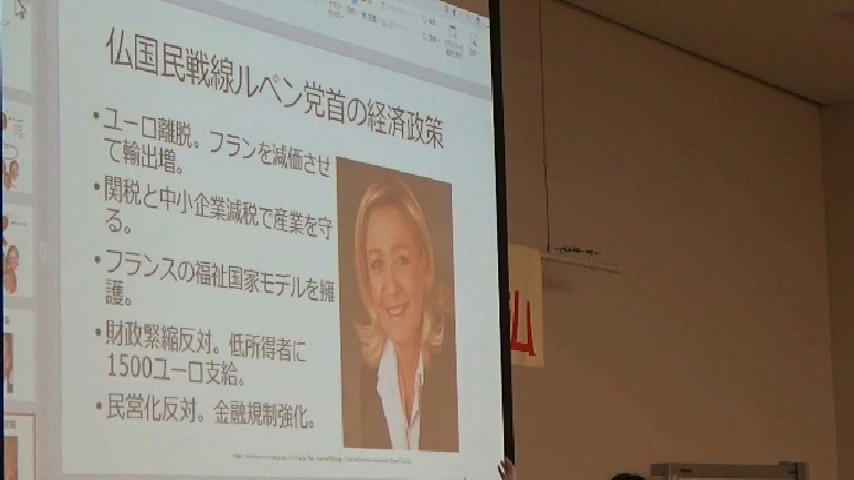 仏国民戦線ルペン党首の経済政策
•ユーロ離脱。フランを減価させ
て輸出増。
•関税と中小企業減税で産業を守
る。
•フランスの福祉国家モデルを擁
護。
•財政緊縮反対。低所得者に
1500ユーロ支給。
•民営化反対。金融規制強化。